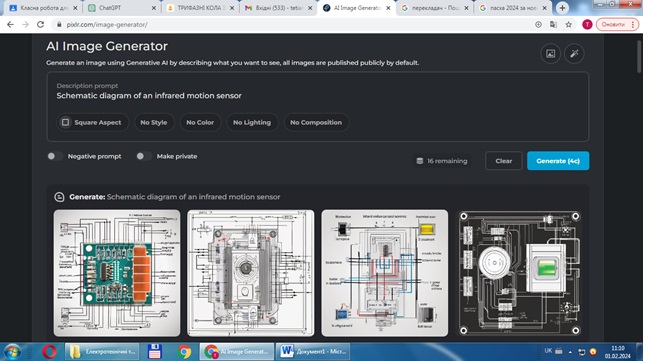 Класна робота для
ChatGPT
ТРИФАЗНІ КОЛА
Вхідні (533) - tetian
AI Image Generator
перекладач - Пош
пасха 2024 за нов
pixlr.com/image-generator/
Оновити
AI Image Generator
Generate an image using Generative AI by describing what you want to see, all images are published publicly by default.
Description prompt
Schematic diagram of an infrared motion sensor
Square Aspect
No Style
No Color
No Lighting
No Composition
Negative prompt
Make private
16 remaining
Clear
Generate (4c)
Generate: Schematic diagram of an infrared motion sensor
Електротехнічні т...
AI Image Generat...
Документ1 - Міст...
UK
11:10
01.02.2024